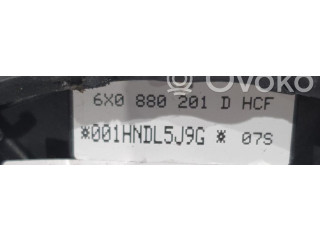 OVOKO
6X0 880 201 D HCF
*001HNDL5J9G * 07S